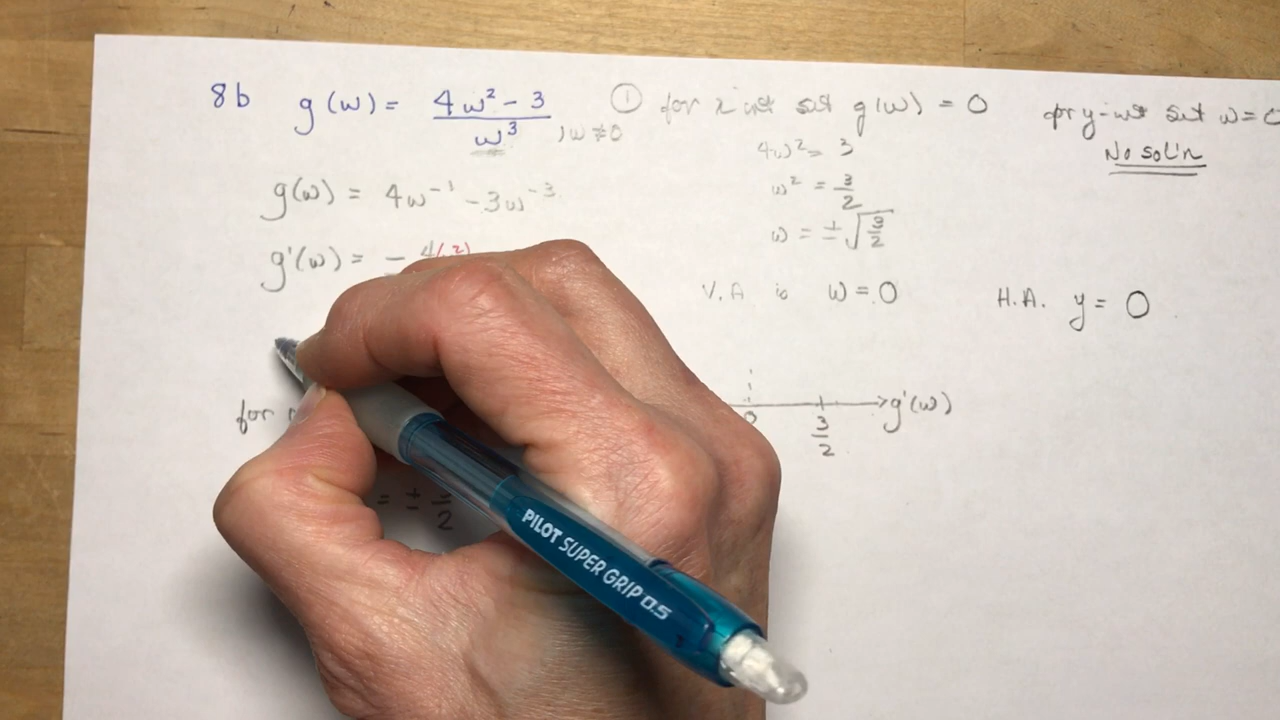 8b g(w) = 4w² - 3 / w³ , w ≠ 0
g(w) = 4w⁻¹ - 3w⁻³
g'(w) = - 4(
for
= ±
2
① for x int set g(w) = 0
4w² = 3
w² = 3/2
w = ± √3/2
V.A is w = 0
0 3/2 g'(w)
for y-int set w = 0
No sol'n
H.A. y = 0
PILOT SUPER GRIP 0.5